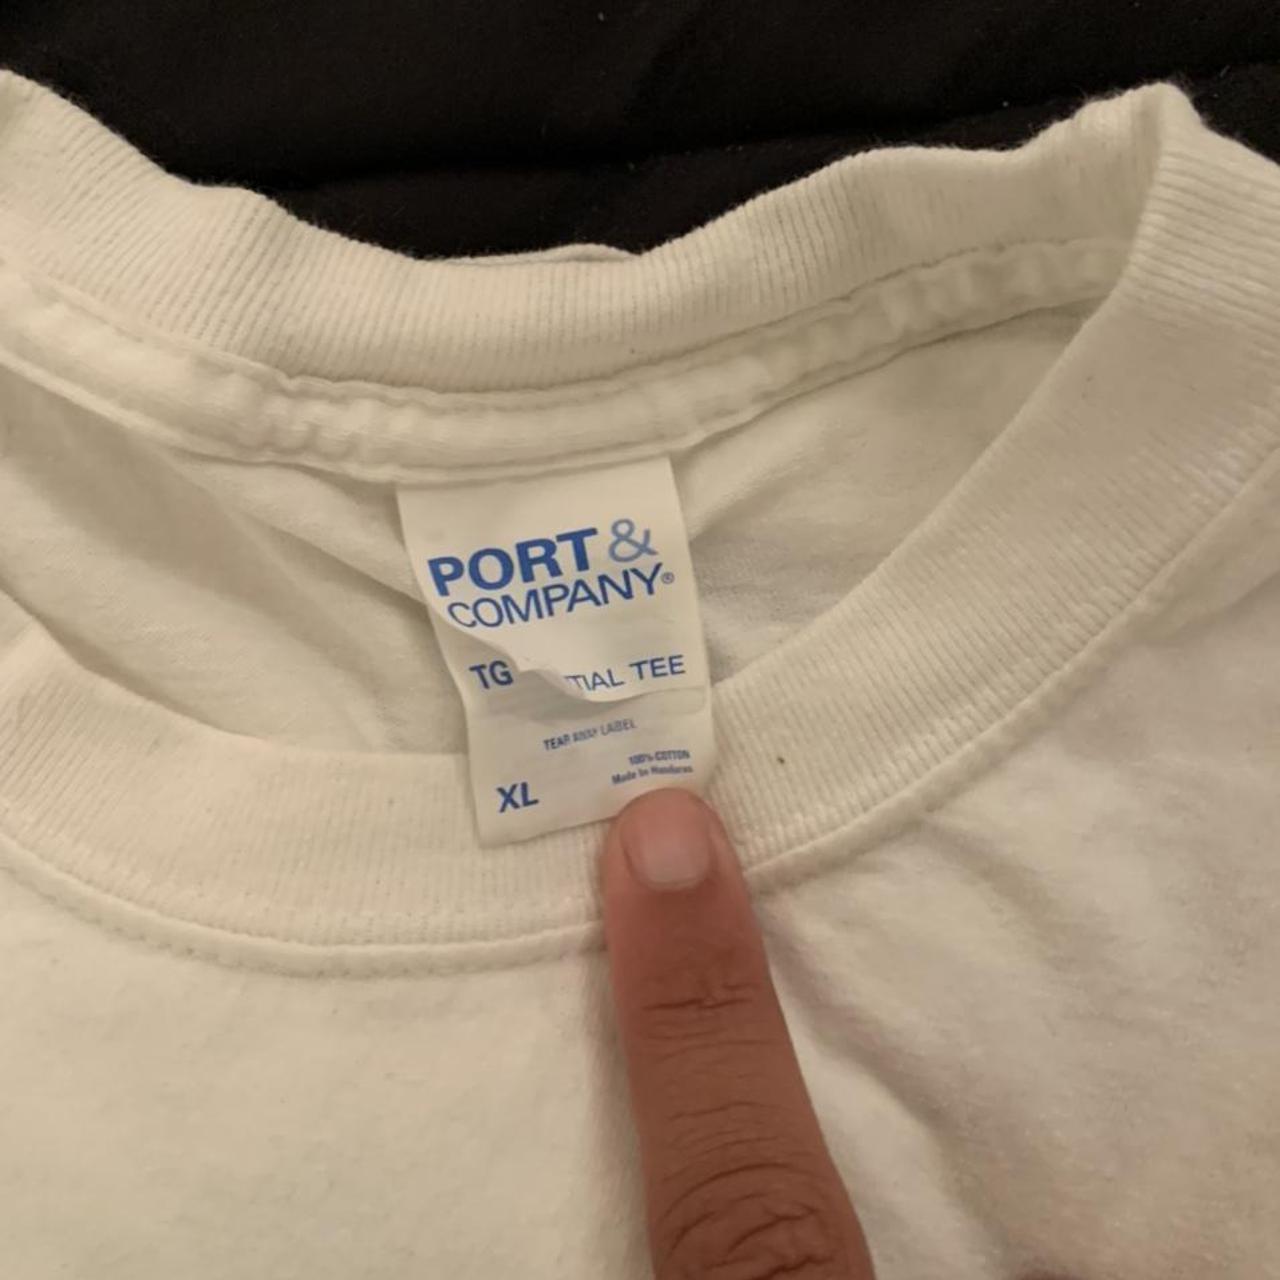 PORT &
COMPANY®
TG TIAL TEE
TEAR AWAY LABEL
100% COTTON
Made In Honduras
XL